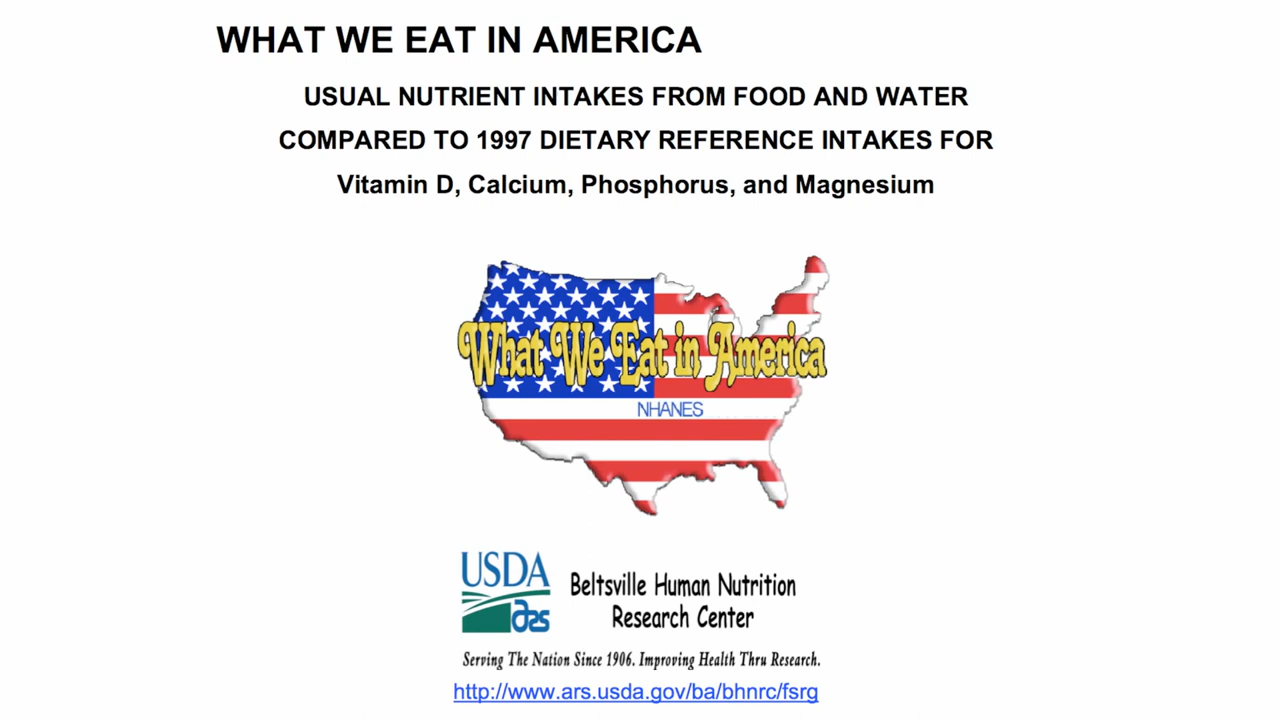 WHAT WE EAT IN AMERICA
USUAL NUTRIENT INTAKES FROM FOOD AND WATER
COMPARED TO 1997 DIETARY REFERENCE INTAKES FOR
Vitamin D, Calcium, Phosphorus, and Magnesium
What We Eat in America
NHANES
USDA
ars
Beltsville Human Nutrition
Research Center
Serving The Nation Since 1906. Improving Health Thru Research.
http://www.ars.usda.gov/ba/bhnrc/fsrg